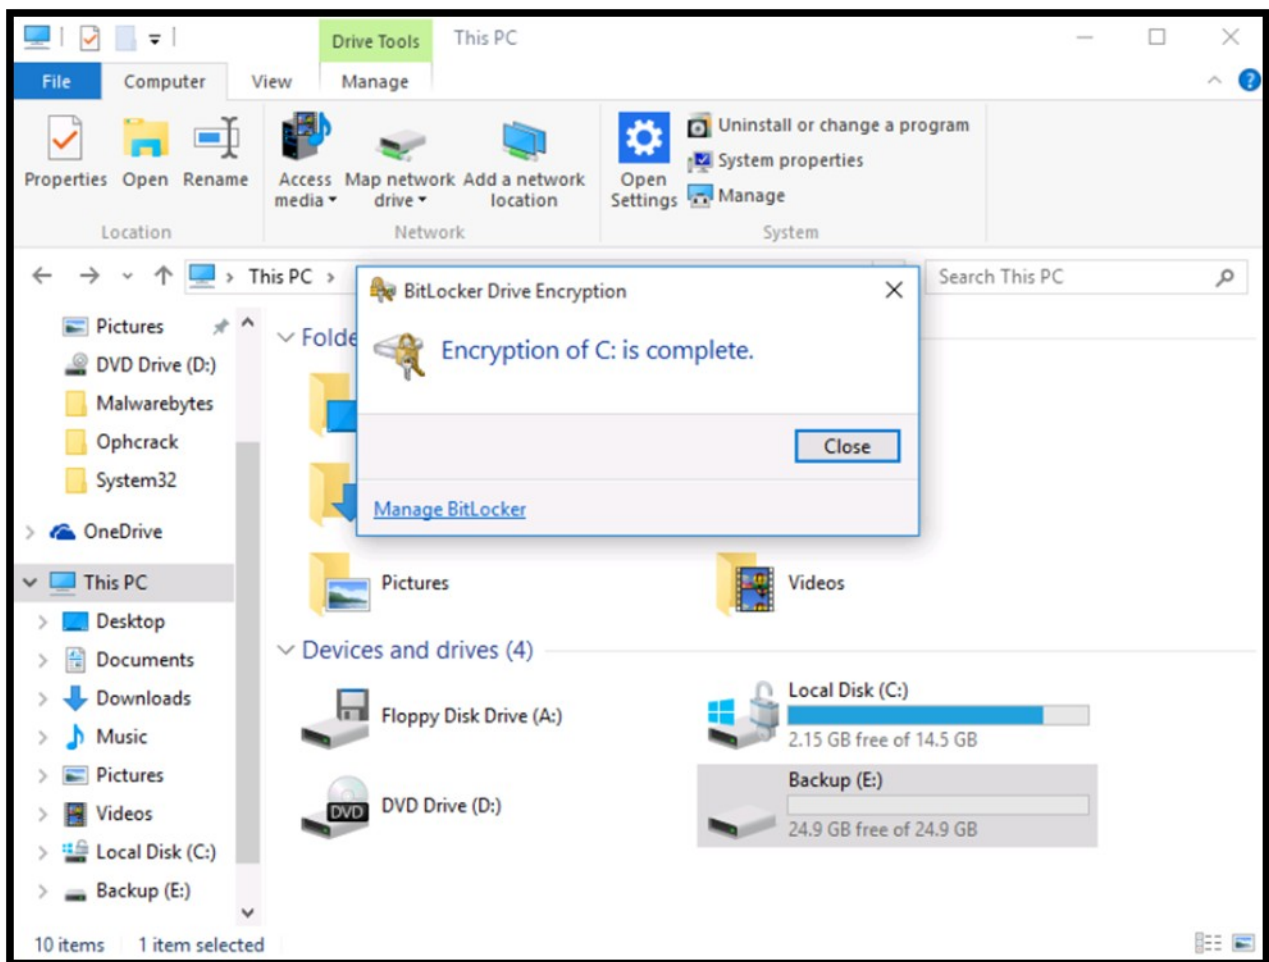 Drive Tools This PC
File Computer View Manage
Uninstall or change a program
System properties
Manage
Properties Open Rename Access media Map network drive Add a network location Open Settings
Location Network System
This PC Search This PC
Pictures
DVD Drive (D:)
Malwarebytes
Ophcrack
System32
OneDrive
This PC
Desktop
Documents
Downloads
Music
Pictures
Videos
Local Disk (C:)
Backup (E:)
Folde
BitLocker Drive Encryption
Encryption of C: is complete.
Close
Manage BitLocker
Pictures Videos
Devices and drives (4)
Floppy Disk Drive (A:)
Local Disk (C:)
2.15 GB free of 14.5 GB
DVD
DVD Drive (D:)
Backup (E:)
24.9 GB free of 24.9 GB
10 items 1 item selected